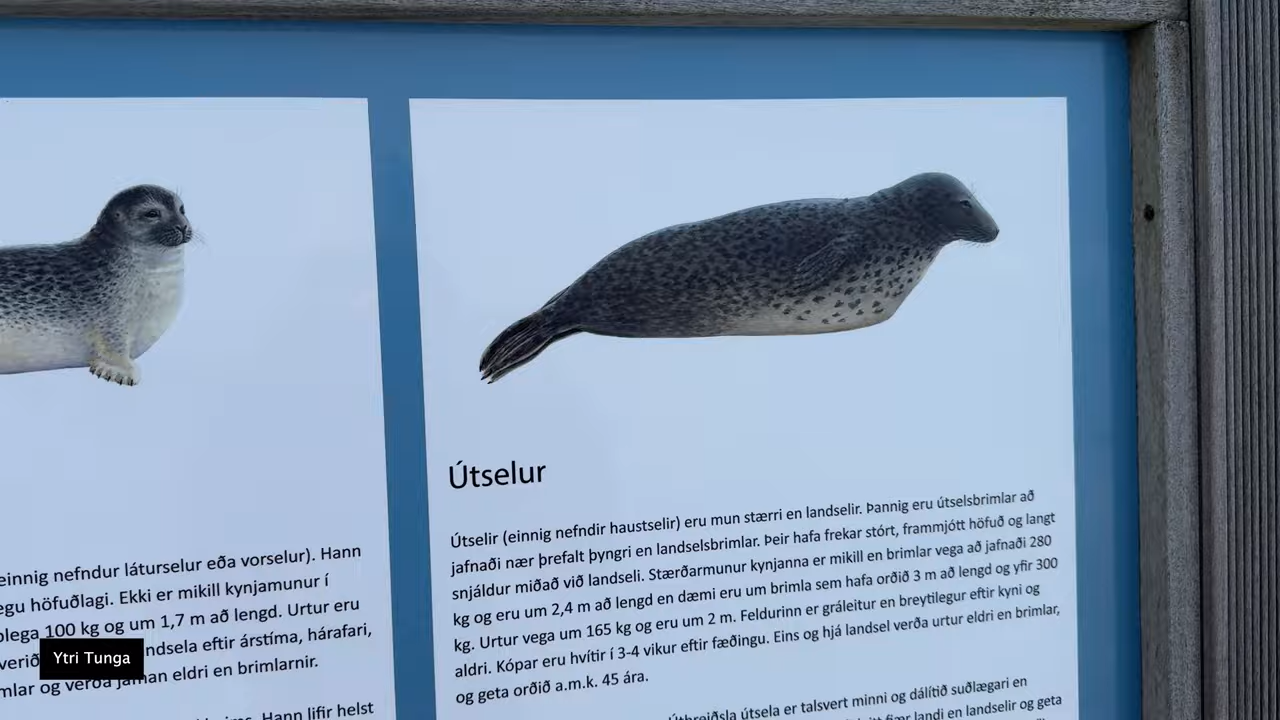 einnig nefndur láturselur eða vorselur). Hann
höfuðlagi. Ekki er mikill kynjamunur í
100 kg og um 1,7 m að lengd. Urtur eru
eftir árstíma, hárafari,
og verða eldri en brimlarnir.
Hann lifir helst
Ytri Tunga
Útselur
Útselir (einnig nefndir haustselir) eru mun stærri en landselir. Þannig eru útselsbrimlar að
jafnaði nær þrefalt þyngri en landselsbrimlar. Þeir hafa frekar stórt, frammjótt höfuð og langt
snjáldur miðað við landseli. Stærðarmunur kynjanna er mikill en brimlar vega að jafnaði 280
kg og eru um 2,4 m að lengd en dæmi eru um brimla sem hafa orðið 3 m að lengd og yfir 300
kg. Urtur vega um 165 kg og eru um 2 m. Feldurinn er gráleitur en breytilegur eftir kyni og
aldri. Kópar eru hvítir í 3-4 vikur eftir fæðingu. Eins og hjá landsel verða urtur eldri en brimlar,
og geta orðið a.m.k. 45 ára.
Útbreiðsla útsela er talsvert minni og dálítið suðlægari en
fjær landi en landselir og geta